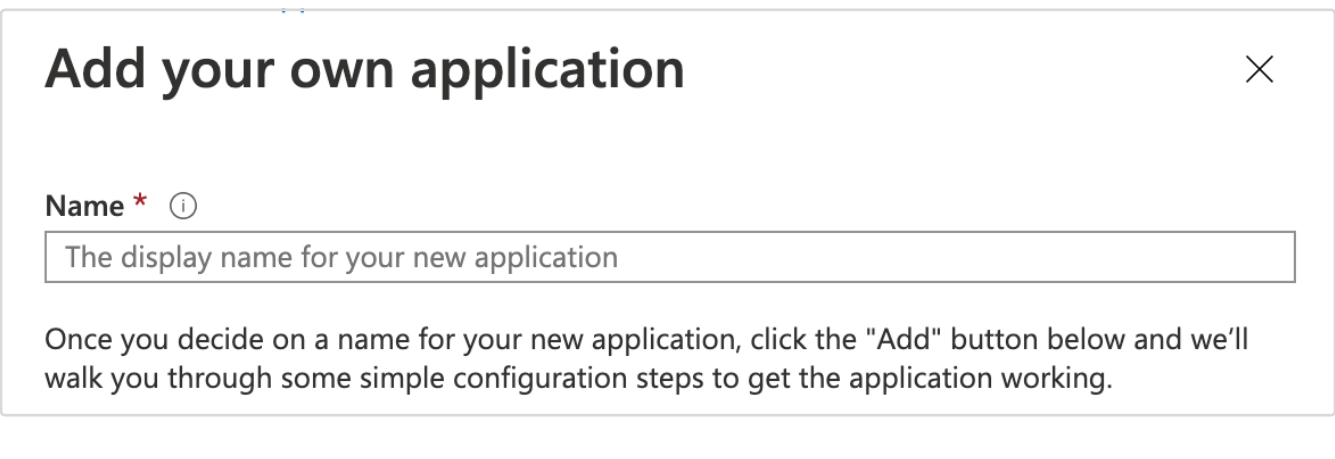 Add your own application
Name *
The display name for your new application
Once you decide on a name for your new application, click the "Add" button below and we’ll
walk you through some simple configuration steps to get the application working.